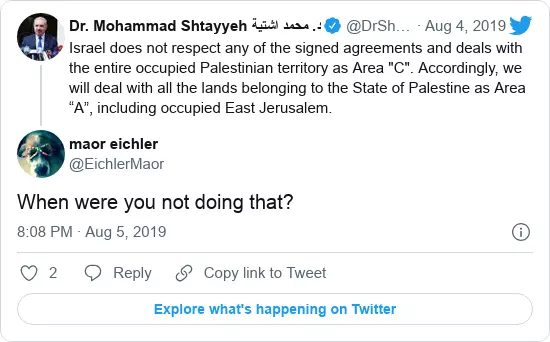 Dr. Mohammad Shtayyeh د. محمد اشتية @DrSh... · Aug 4, 2019
Israel does not respect any of the signed agreements and deals with
the entire occupied Palestinian territory as Area "C". Accordingly, we
will deal with all the lands belonging to the State of Palestine as Area
“A”, including occupied East Jerusalem.
maor eichler
@EichlerMaor
When were you not doing that?
8:08 PM · Aug 5, 2019
2 Reply Copy link to Tweet
Explore what's happening on Twitter